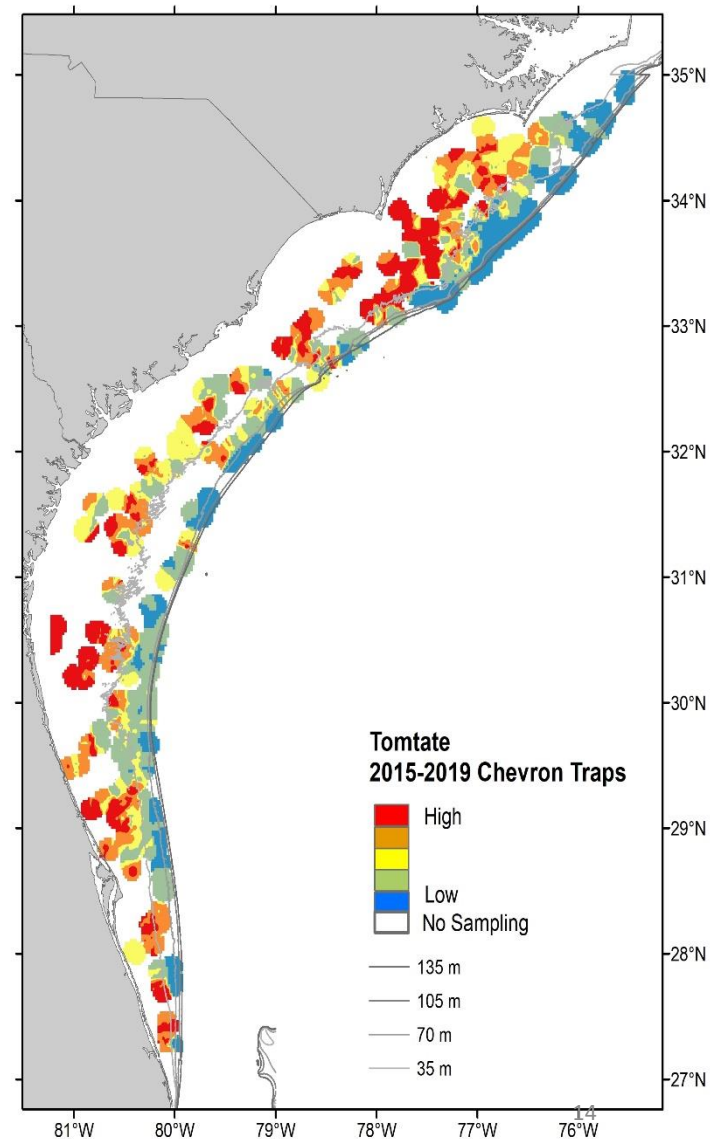 35°N
34°N
33°N
32°N
31°N
30°N
29°N
28°N
27°N
Tomtate
2015-2019 Chevron Traps
High
Low
No Sampling
135 m
105 m
70 m
35 m
14
81°W 80°W 79°W 78°W 77°W 76°W